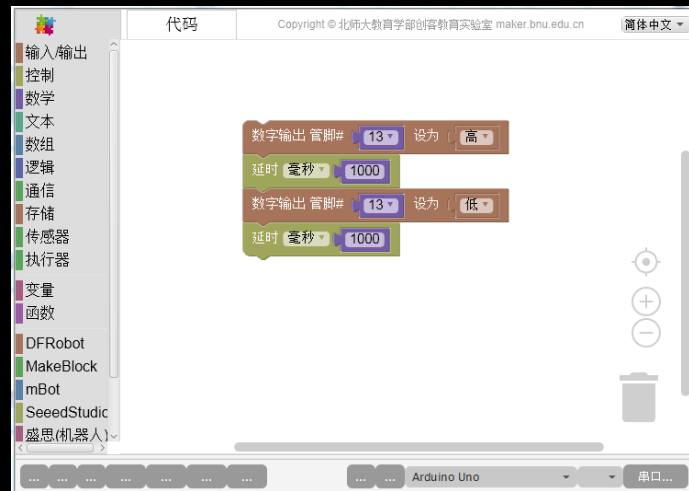 代码
Copyright © 北师大教育学部创客教育实验室 maker.bnu.edu.cn
简体中文
输入/输出
控制
数学
文本
数组
逻辑
通信
存储
传感器
执行器
变量
函数
DFRobot
MakeBlock
mBot
SeeedStudio
盛思(机器人)
数字输出 管脚# 13 设为 高
延时 毫秒 1000
数字输出 管脚# 13 设为 低
延时 毫秒 1000
... ... ... ... ... ... ... ... ... Arduino Uno 串口...